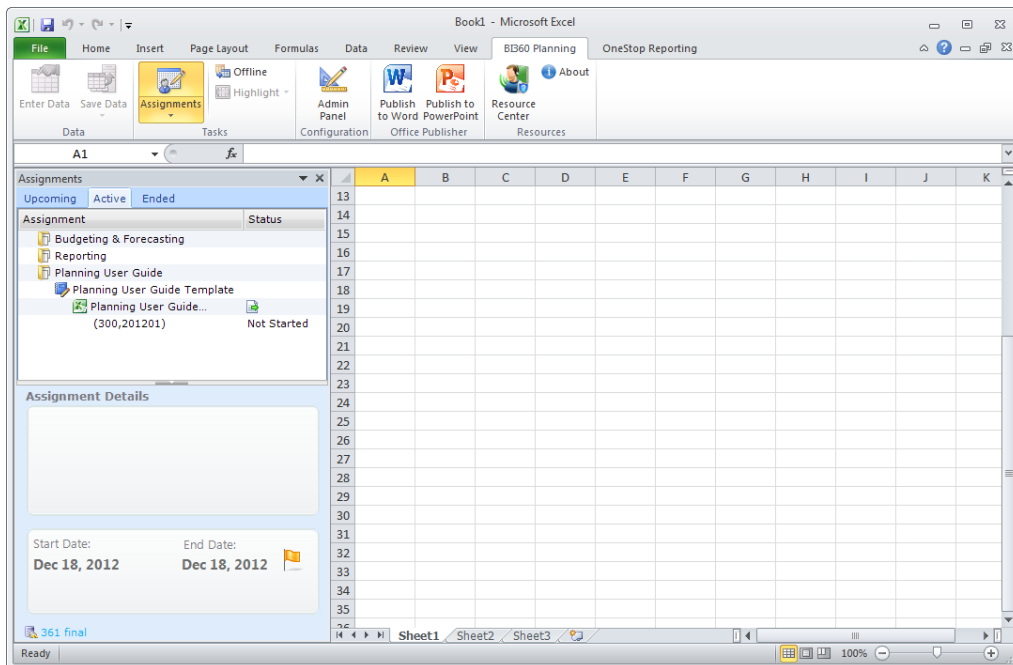 Book1 - Microsoft Excel
File Home Insert Page Layout Formulas Data Review View BI360 Planning OneStop Reporting
Enter Data Save Data Assignments Offline Highlight Admin Panel Publish to Word Publish to PowerPoint Resource Center About
Data Tasks Configuration Office Publisher Resources
A1 fx
Assignments
A B C D E F G H I J K
Upcoming Active Ended
13
Assignment Status
14
Budgeting & Forecasting
15
Reporting
16
Planning User Guide
17
Planning User Guide Template
18
Planning User Guide...
19
(300,201201) Not Started
20
21
22
23
Assignment Details
24
25
26
27
28
29
30
31
Start Date: End Date:
32
Dec 18, 2012 Dec 18, 2012
33
34
35
361 final
Sheet1 Sheet2 Sheet3
Ready 100%